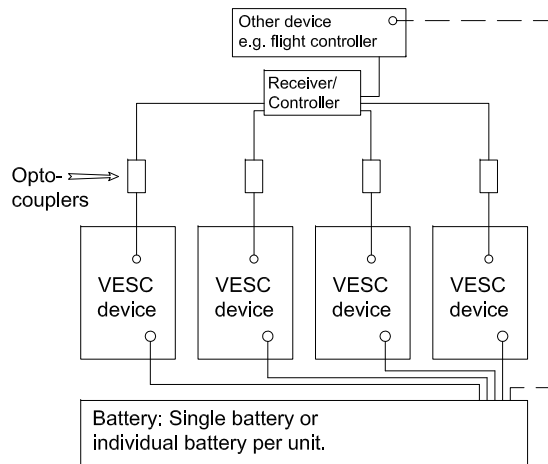 Other device
e.g. flight controller
Receiver/
Controller
Opto-
couplers
VESC
device
VESC
device
VESC
device
VESC
device
Battery: Single battery or
individual battery per unit.